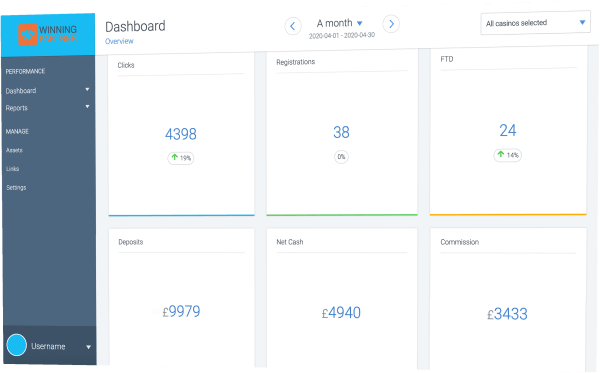 WINNING
Dashboard
Overview
A month
2020-04-01 - 2020-04-30
All casinos selected
PERFORMANCE
Dashboard
Reports
MANAGE
Assets
Links
Settings
Username
Clicks
4398
19%
Registrations
38
0%
FTD
24
14%
Deposits
£9979
Net Cash
£4940
Commission
£3433